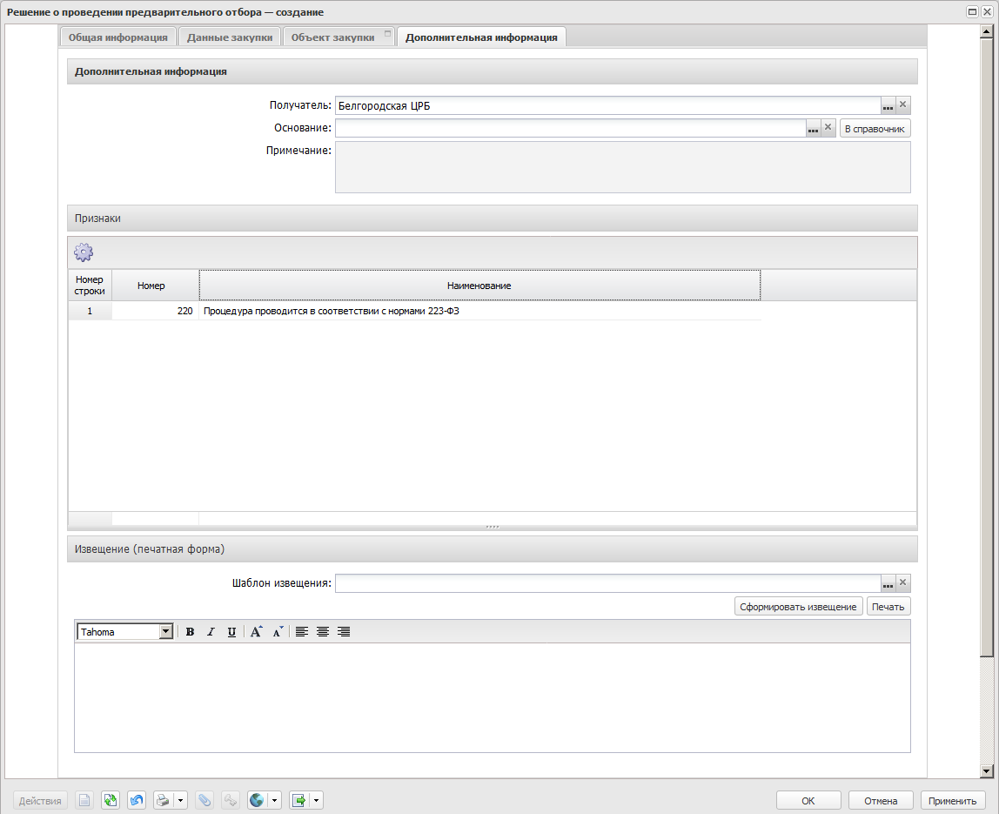 Решение о проведении предварительного отбора — создание
Общая информация
Данные закупки
Объект закупки
Дополнительная информация
Дополнительная информация
Получатель: Белгородская ЦРБ
Основание: В справочник
Примечание:
Признаки
Номер строки Номер Наименование
1 220 Процедура проводится в соответствии с нормами 223-ФЗ
Извещение (печатная форма)
Шаблон извещения:
Сформировать извещение Печать
Tahoma B I U A A
Действия ОК Отмена Применить